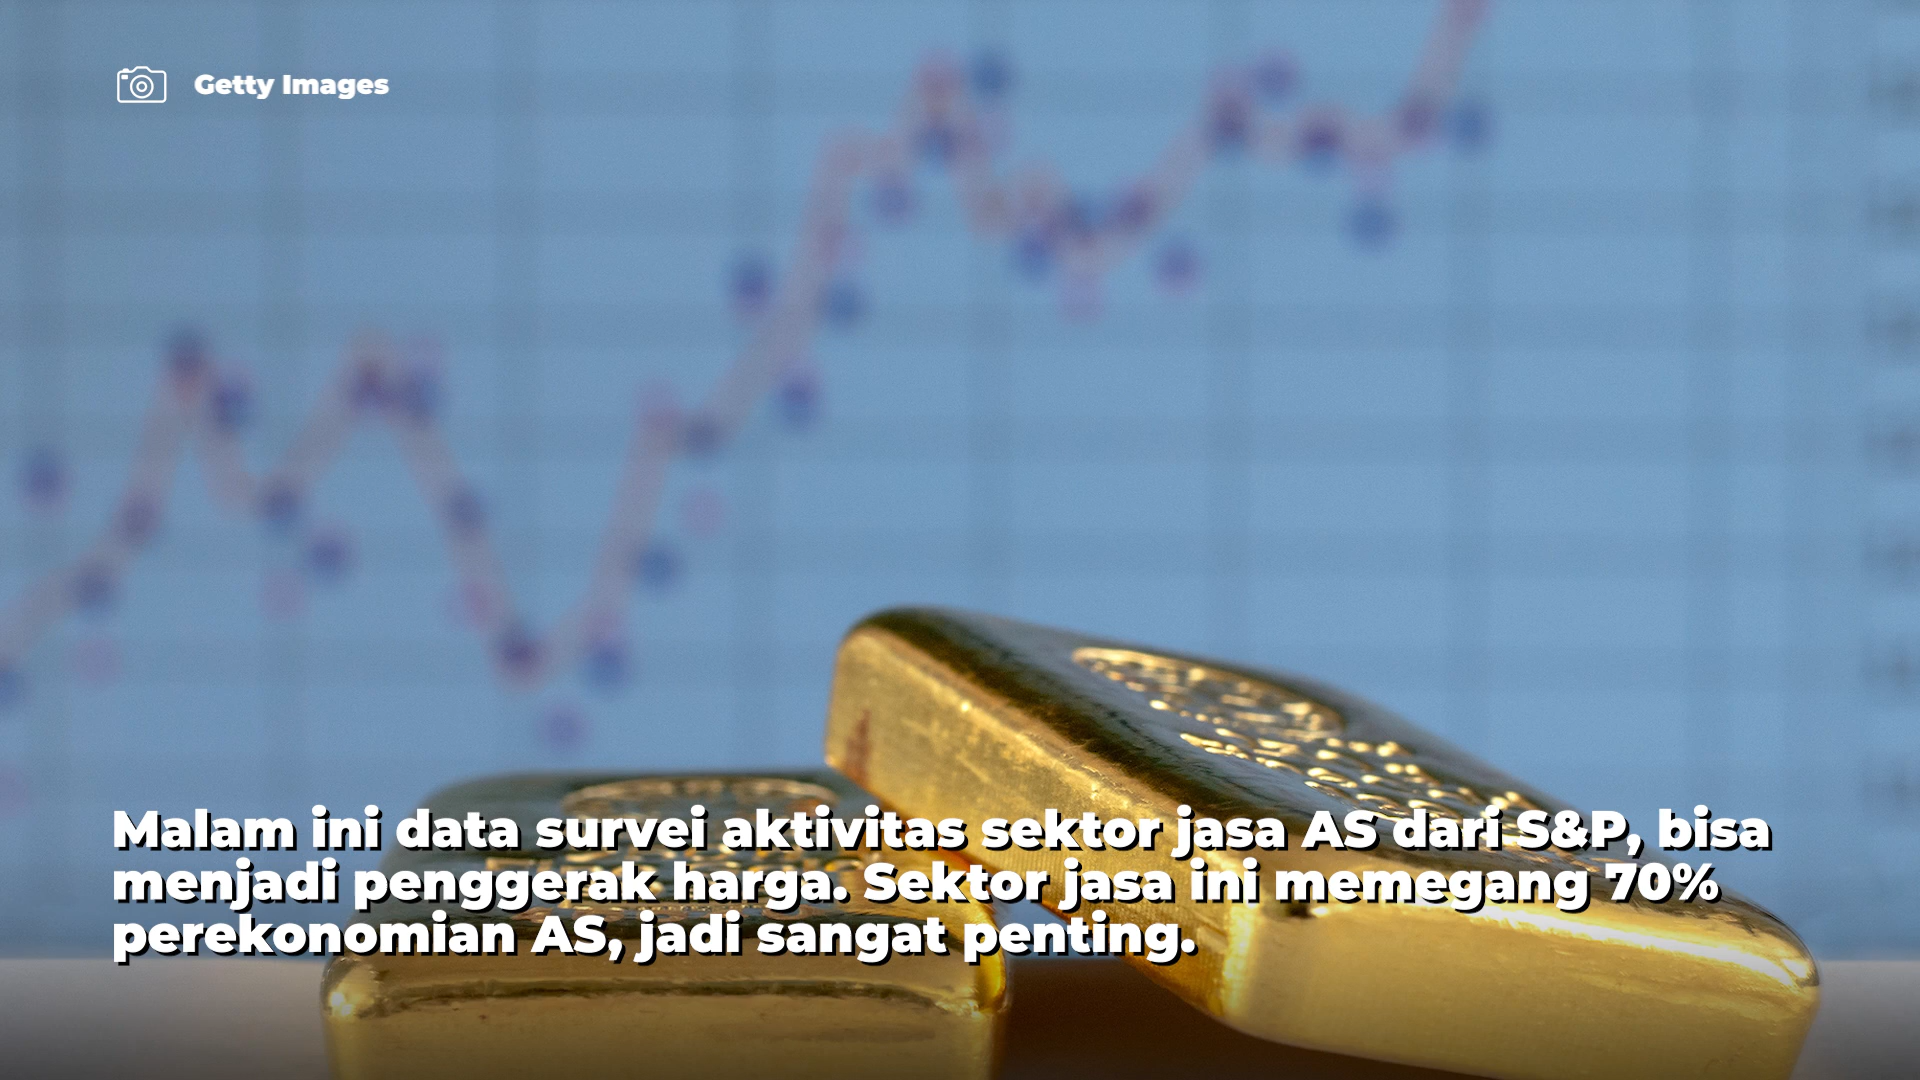 Getty Images
Malam ini data survei aktivitas sektor jasa AS dari S&P, bisa
menjadi penggerak harga. Sektor jasa ini memegang 70%
perekonomian AS, jadi sangat penting.